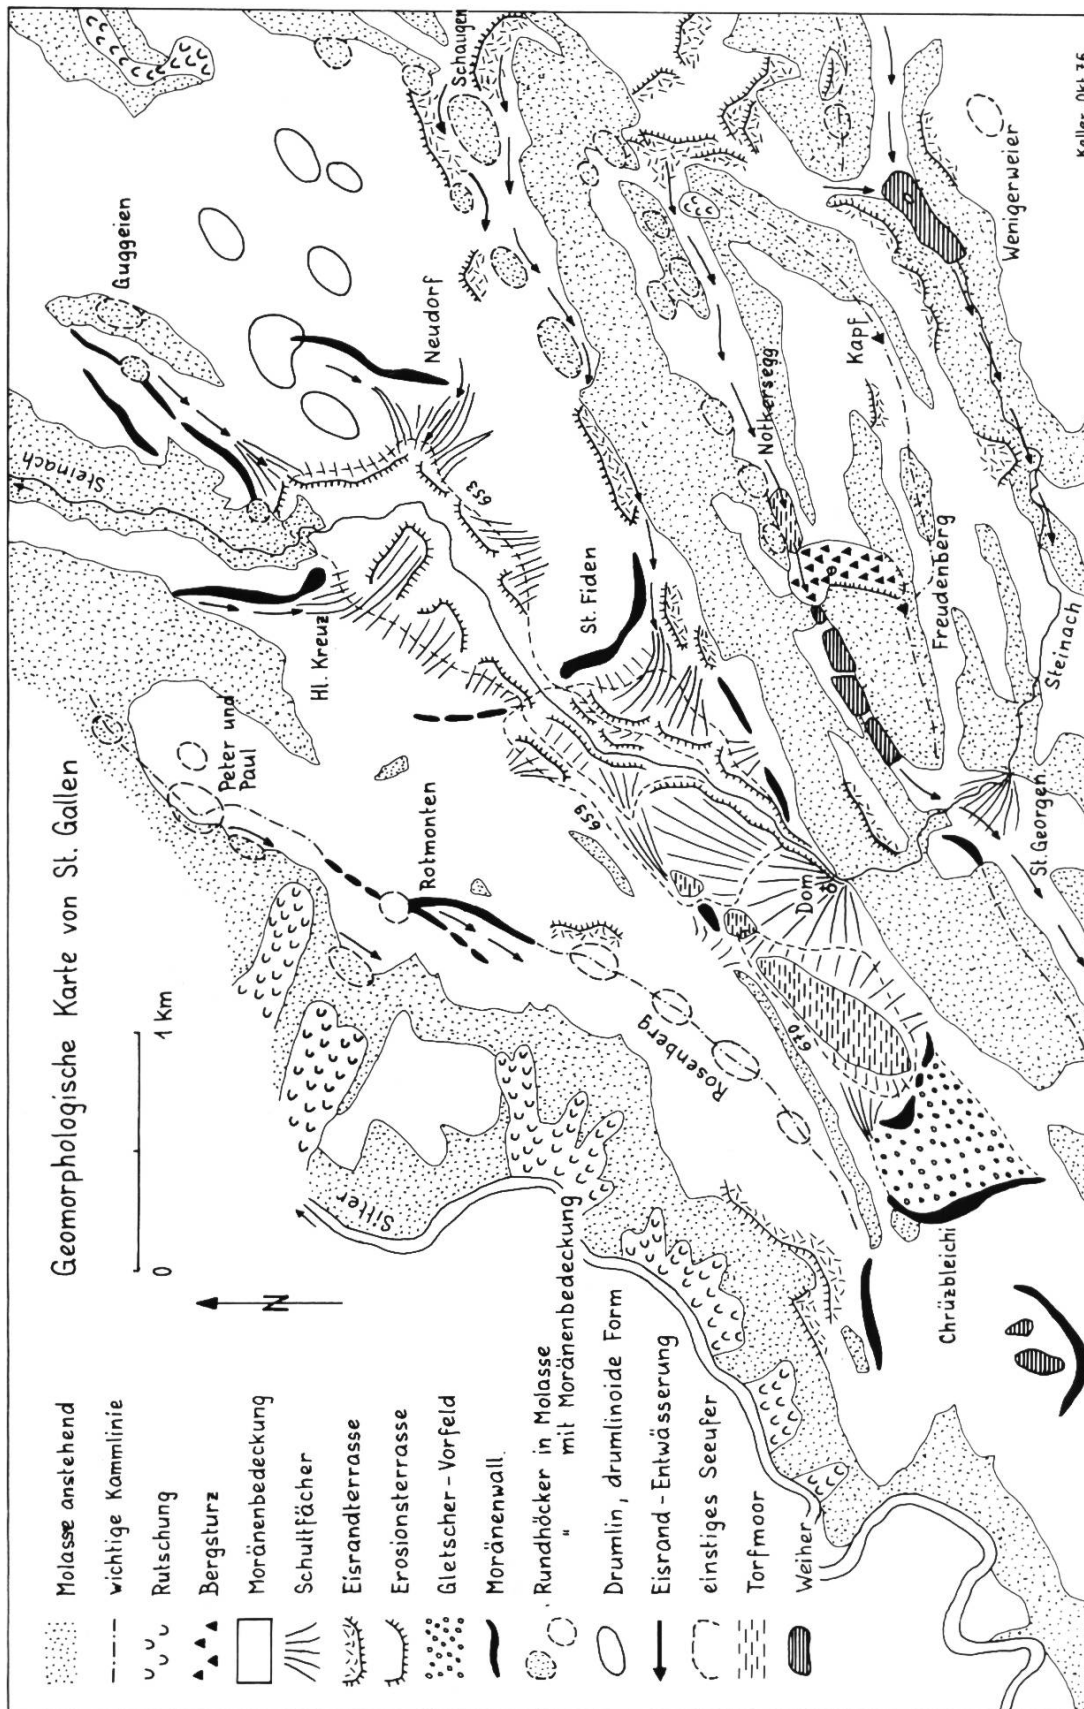 Geomorphologische Karte von St. Gallen
0
1 km
N
Molasse anstehend
wichtige Kammlinie
Rutschung
Bergsturz
Moränenbedeckung
Schuttfächer
Eisrandterrasse
Erosionsterrasse
Gletscher-Vorfeld
Moränenwall
Rundhöcker in Molasse
" mit Moränenbedeckung
Drumlin, drumlinoide Form
Eisrand-Entwässerung
einstiges Seeufer
Torfmoor
Weiher
Sitter
Peter und
Paul
Rotmonten
Rosenberg
Hl. Kreuz
Steinach
Guggeien
Neudorf
Schaugen
653
659
670
St. Fiden
Dom
Chrüzbleichi
Notkersegg
Kapf
Freudenberg
Steinach
St. Georgen
Wenigerweier
Keller, Okt 76